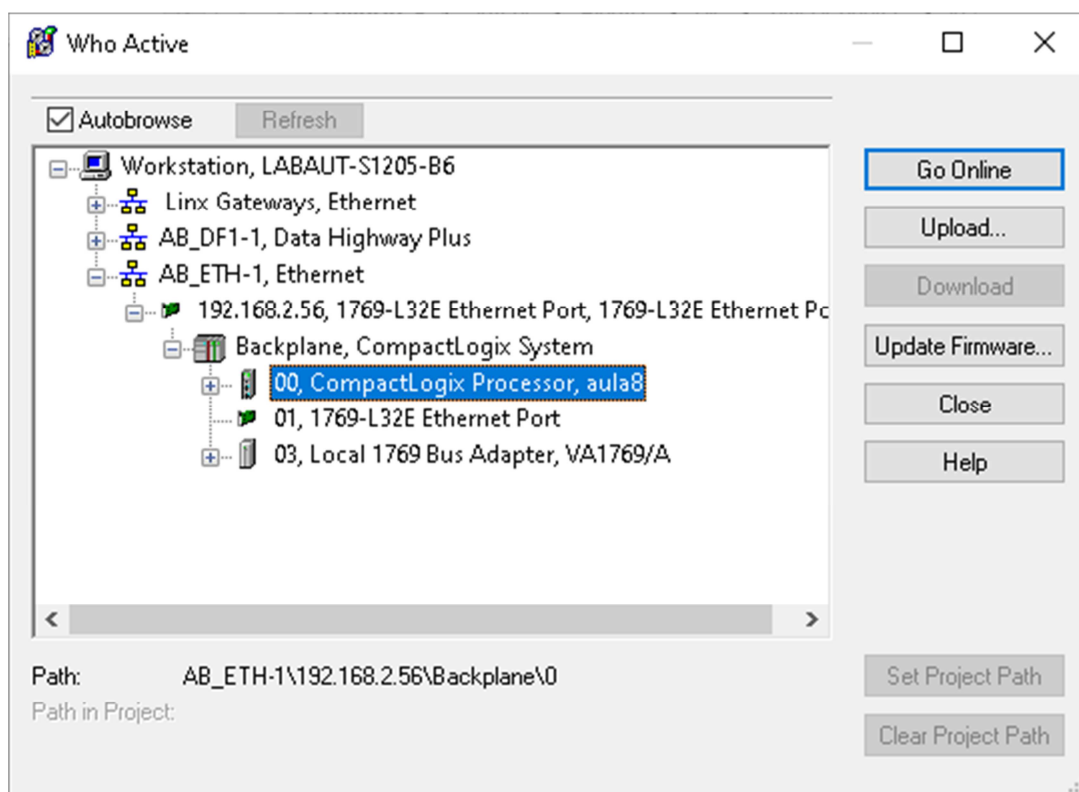 Who Active
Autobrowse
Refresh
Workstation, LABAUT-S1205-B6
Linx Gateways, Ethernet
AB_DF1-1, Data Highway Plus
AB_ETH-1, Ethernet
192.168.2.56, 1769-L32E Ethernet Port, 1769-L32E Ethernet Pc
Backplane, CompactLogix System
00, CompactLogix Processor, aula8
01, 1769-L32E Ethernet Port
03, Local 1769 Bus Adapter, VA1769/A
Go Online
Upload...
Download
Update Firmware...
Close
Help
Path: AB_ETH-1\192.168.2.56\Backplane\0
Path in Project:
Set Project Path
Clear Project Path